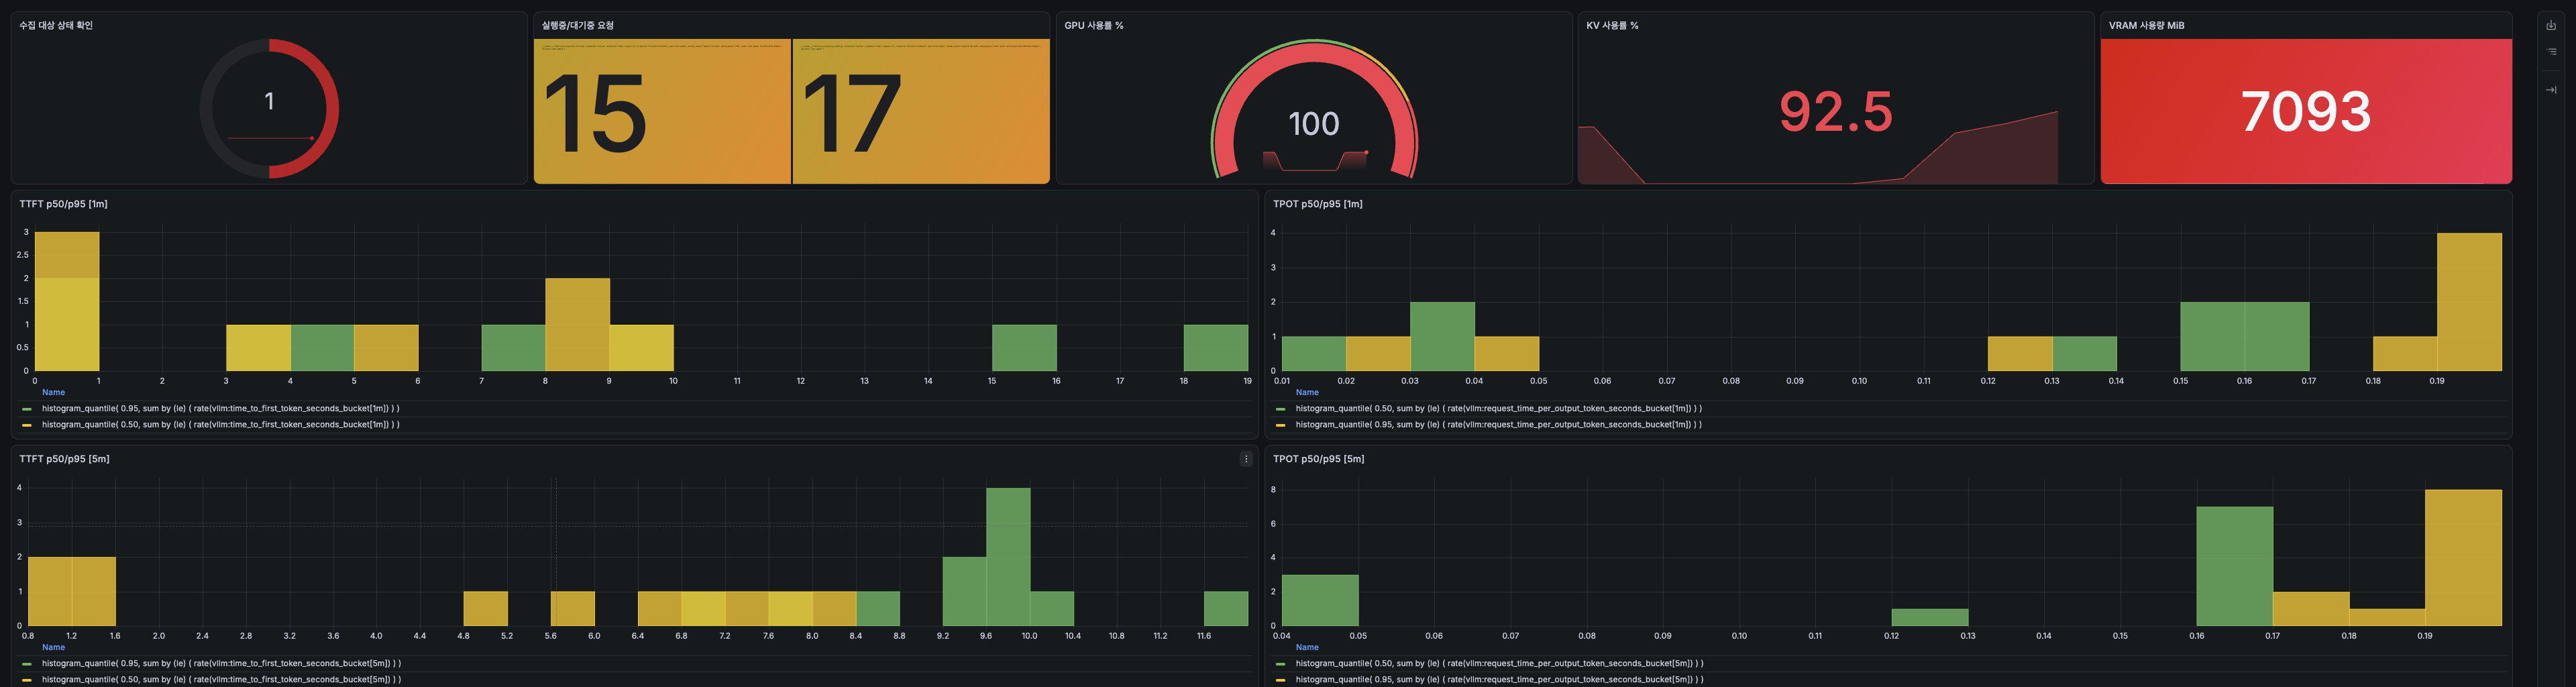 수집 대상 상태 확인
1
실행중/대기중 요청
15
17
GPU 사용률 %
100
KV 사용률 %
92.5
VRAM 사용량 MiB
7093
TTFT p50/p95 [1m]
3
2.5
2
1.5
1
0.5
0
0 1 2 3 4 5 6 7 8 9 10 11 12 13 14 15 16 17 18 19
Name
histogram_quantile( 0.95, sum by (le) ( rate(vllm:time_to_first_token_seconds_bucket[1m]) ) )
histogram_quantile( 0.50, sum by (le) ( rate(vllm:time_to_first_token_seconds_bucket[1m]) ) )
TPOT p50/p95 [1m]
4
3
2
1
0
0.01 0.02 0.03 0.04 0.05 0.06 0.07 0.08 0.09 0.10 0.11 0.12 0.13 0.14 0.15 0.16 0.17 0.18 0.19
Name
histogram_quantile( 0.50, sum by (le) ( rate(vllm:request_time_per_output_token_seconds_bucket[1m]) ) )
histogram_quantile( 0.95, sum by (le) ( rate(vllm:request_time_per_output_token_seconds_bucket[1m]) ) )
TTFT p50/p95 [5m]
4
3
2
1
0
0.8 1.2 1.6 2.0 2.4 2.8 3.2 3.6 4.0 4.4 4.8 5.2 5.6 6.0 6.4 6.8 7.2 7.6 8.0 8.4 8.8 9.2 9.6 10.0 10.4 10.8 11.2 11.6
Name
histogram_quantile( 0.95, sum by (le) ( rate(vllm:time_to_first_token_seconds_bucket[5m]) ) )
histogram_quantile( 0.50, sum by (le) ( rate(vllm:time_to_first_token_seconds_bucket[5m]) ) )
TPOT p50/p95 [5m]
8
6
4
2
0
0.04 0.05 0.06 0.07 0.08 0.09 0.10 0.11 0.12 0.13 0.14 0.15 0.16 0.17 0.18 0.19
Name
histogram_quantile( 0.50, sum by (le) ( rate(vllm:request_time_per_output_token_seconds_bucket[5m]) ) )
histogram_quantile( 0.95, sum by (le) ( rate(vllm:request_time_per_output_token_seconds_bucket[5m]) ) )